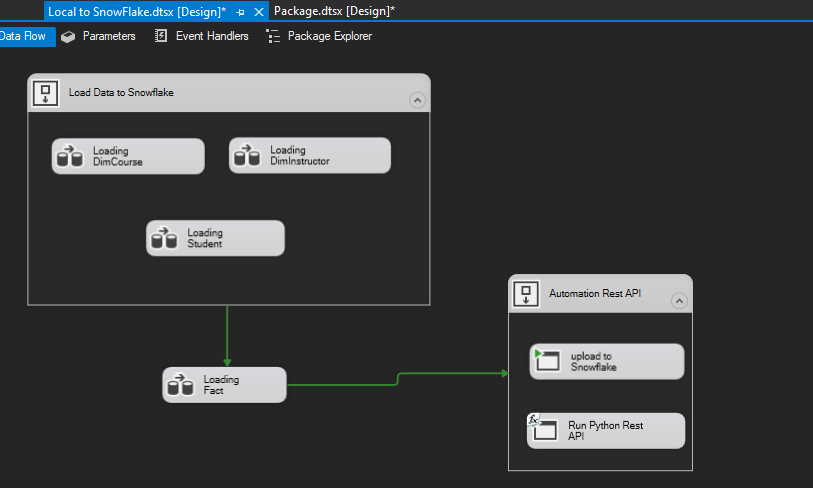 Local to SnowFlake.dtsx [Design]* Package.dtsx [Design]*
Data Flow Parameters Event Handlers Package Explorer
Load Data to Snowflake
Loading
DimCourse
Loading
DimInstructor
Loading
Student
Loading
Fact
Automation Rest API
upload to
Snowflake
fx
Run Python Rest
API